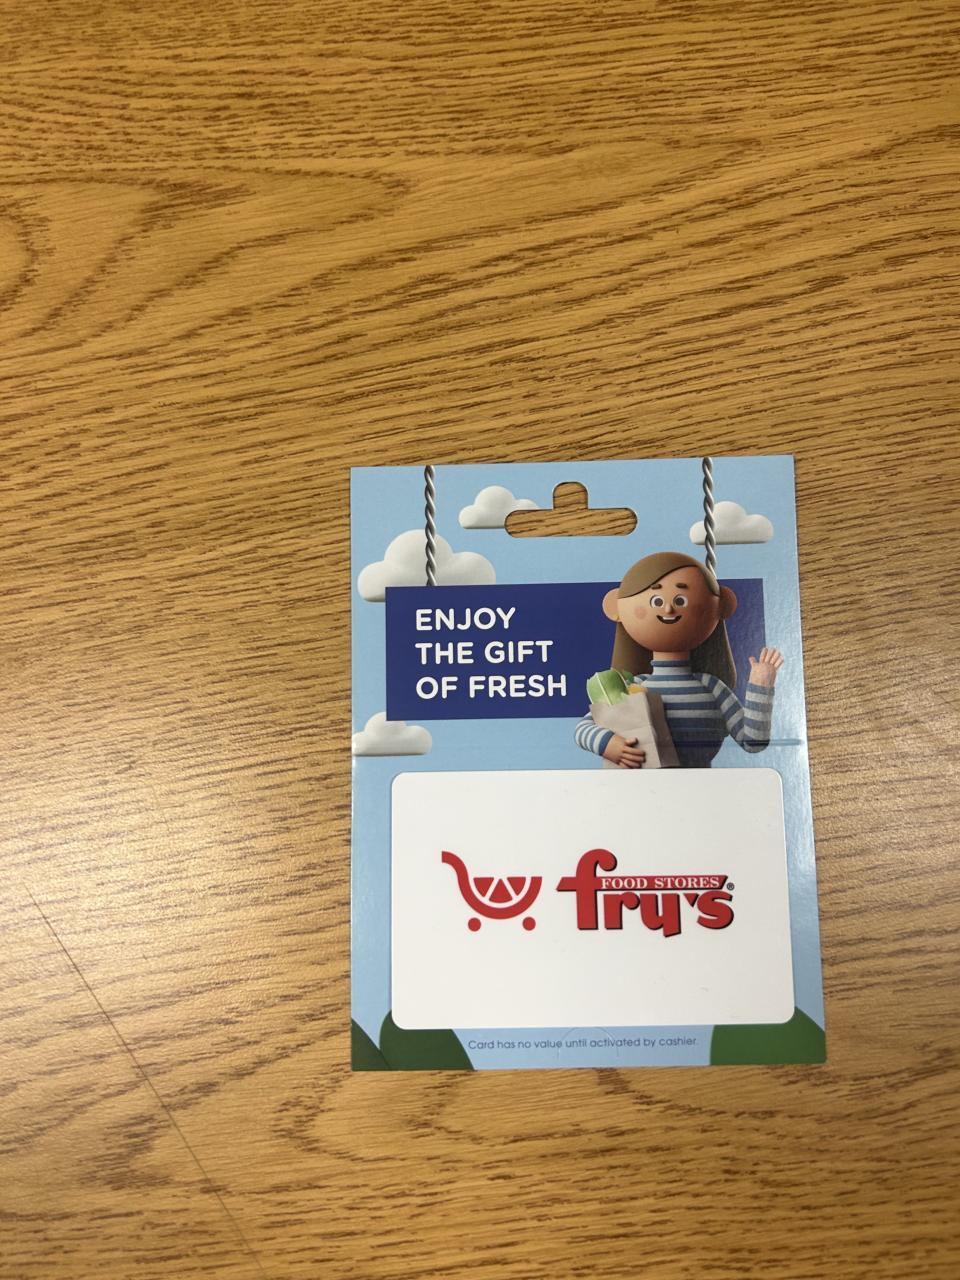 ENJOY
THE GIFT
OF FRESH
FOOD STORES
fry's®
Card has no value until activated by cashier.